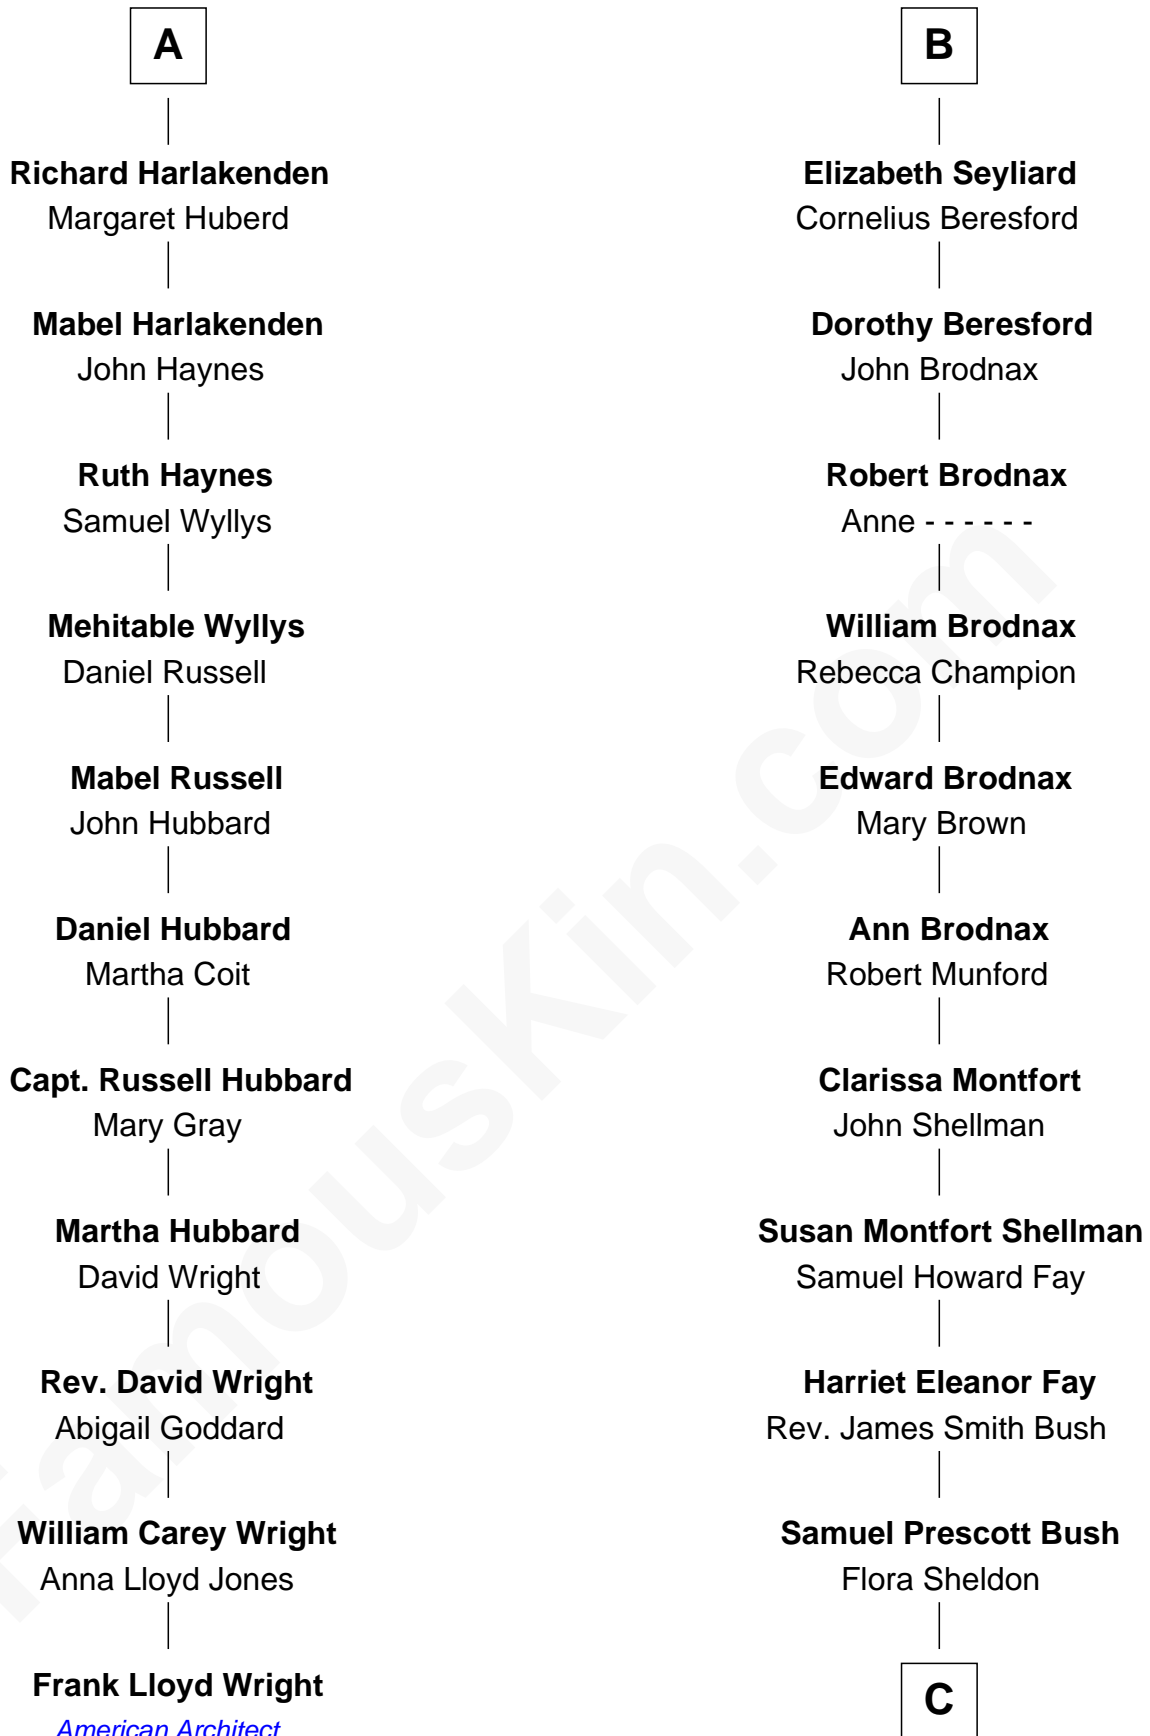 A
Richard Harlakenden
Margaret Huberd
Mabel Harlakenden
John Haynes
Ruth Haynes
Samuel Wyllys
Mehitable Wyllys
Daniel Russell
Mabel Russell
John Hubbard
Daniel Hubbard
Martha Coit
Capt. Russell Hubbard
Mary Gray
Martha Hubbard
David Wright
Rev. David Wright
Abigail Goddard
William Carey Wright
Anna Lloyd Jones
Frank Lloyd Wright
American Architect
B
Elizabeth Seyliard
Cornelius Beresford
Dorothy Beresford
John Brodnax
Robert Brodnax
Anne - - - - - -
William Brodnax
Rebecca Champion
Edward Brodnax
Mary Brown
Ann Brodnax
Robert Munford
Clarissa Montfort
John Shellman
Susan Montfort Shellman
Samuel Howard Fay
Harriet Eleanor Fay
Rev. James Smith Bush
Samuel Prescott Bush
Flora Sheldon
C
FamousKin.com